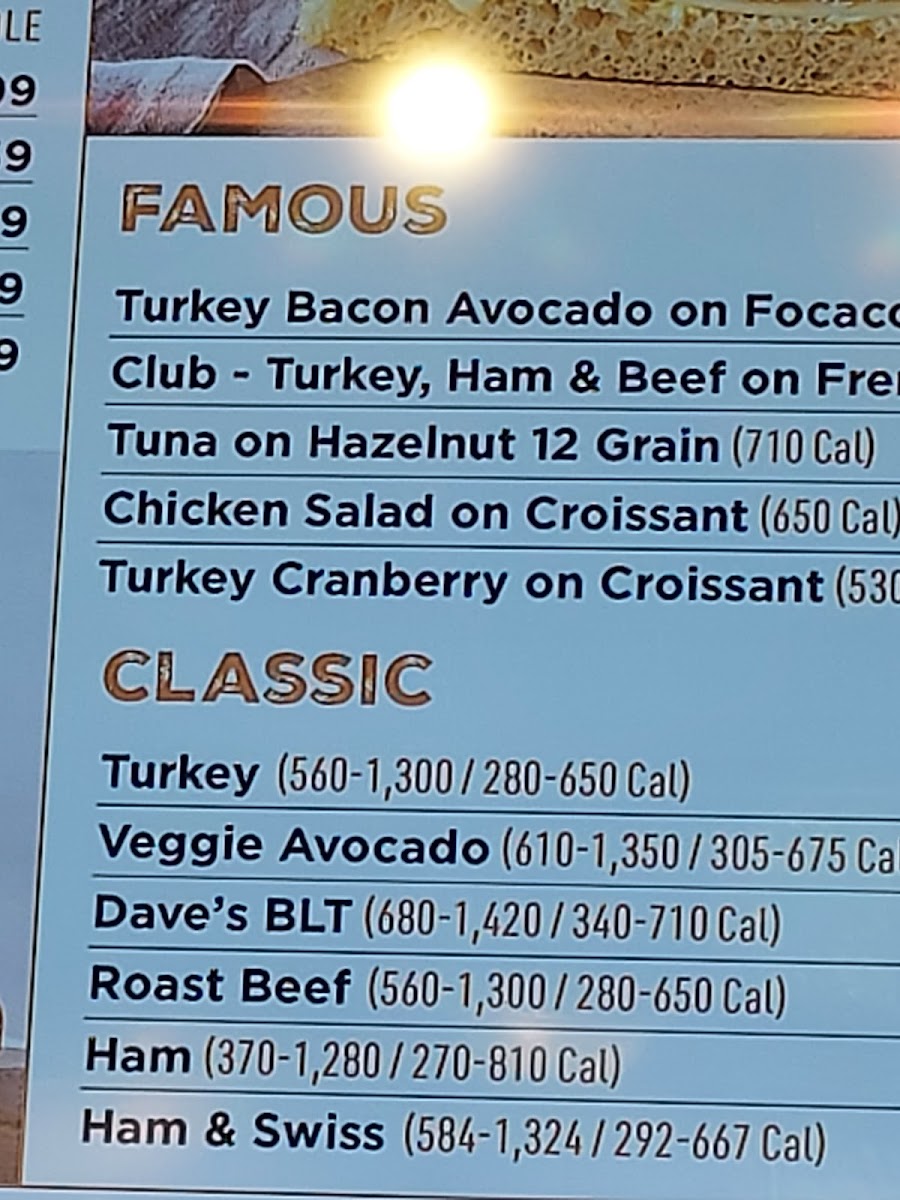 LE
99
9
9
9
9
FAMOUS
Turkey Bacon Avocado on Focacc
Club - Turkey, Ham & Beef on Fre
Tuna on Hazelnut 12 Grain (710 Cal)
Chicken Salad on Croissant (650 Cal)
Turkey Cranberry on Croissant (530
CLASSIC
Turkey (560-1,300 / 280-650 Cal)
Veggie Avocado (610-1,350 / 305-675 Cal
Dave's BLT (680-1,420 / 340-710 Cal)
Roast Beef (560-1,300 / 280-650 Cal)
Ham (370-1,280 / 270-810 Cal)
Ham & Swiss (584-1,324 / 292-667 Cal)